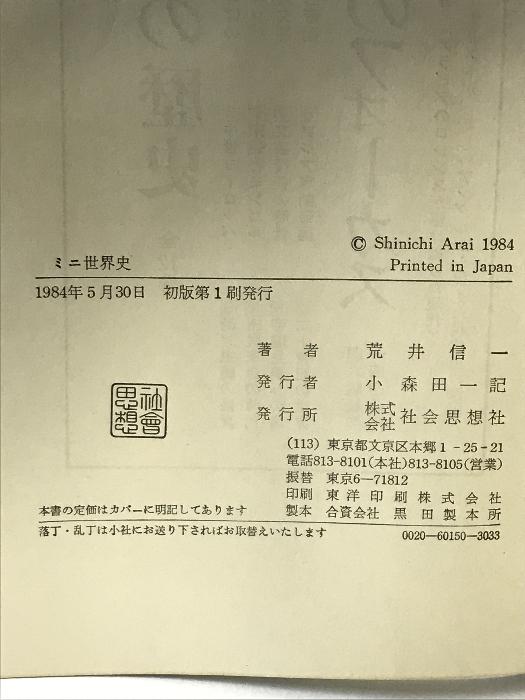 © Shinichi Arai 1984
ミニ世界史
Printed in Japan
1984年5月30日 初版第1刷発行
著者 荒井信一
発行者 小森田一記
発行所 株式会社 社会思想社
社會思想
(113) 東京都文京区本郷1-25-21
電話813-8101(本社)813-8105(営業)
振替 東京6-71812
印刷 東洋印刷株式会社
本書の定価はカバーに明記してあります
製本 合資会社 黒田製本所
落丁・乱丁は小社にお送り下さればお取替えいたします
0020-60150-3033